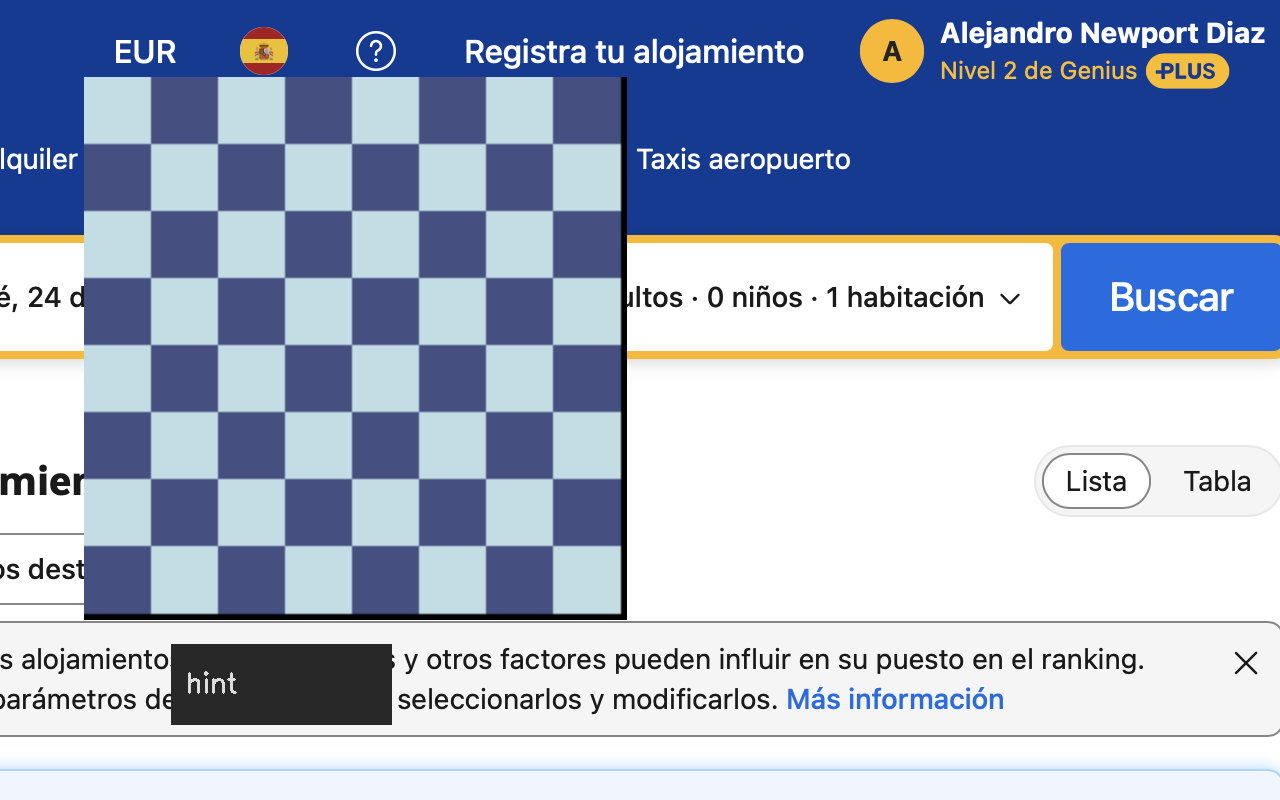 EUR
Registra tu alojamiento
A
Alejandro Newport Diaz
Nivel 2 de Genius PLUS
lquiler
Taxis aeropuerto
é, 24 d
ultos · 0 niños · 1 habitación
Buscar
mier
Lista
Tabla
os dest
s alojamientos y otros factores pueden influir en su puesto en el ranking.
parámetros de seleccionarlos y modificarlos. Más información
hint